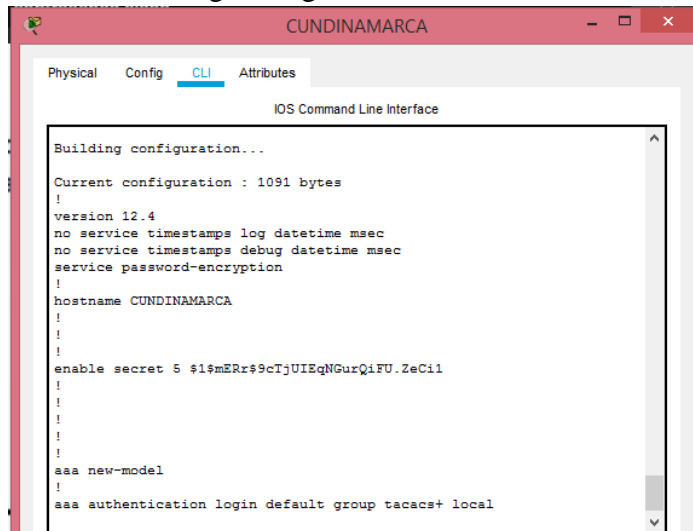 CUNDINAMARCA
Physical Config CLI Attributes
IOS Command Line Interface
Building configuration...
Current configuration : 1091 bytes
!
version 12.4
no service timestamps log datetime msec
no service timestamps debug datetime msec
service password-encryption
!
hostname CUNDINAMARCA
!
!
!
enable secret 5 $1$mERr$9cTjUIEqNGurQiFU.ZeCi1
!
!
!
!
!
aaa new-model
!
aaa authentication login default group tacacs+ local